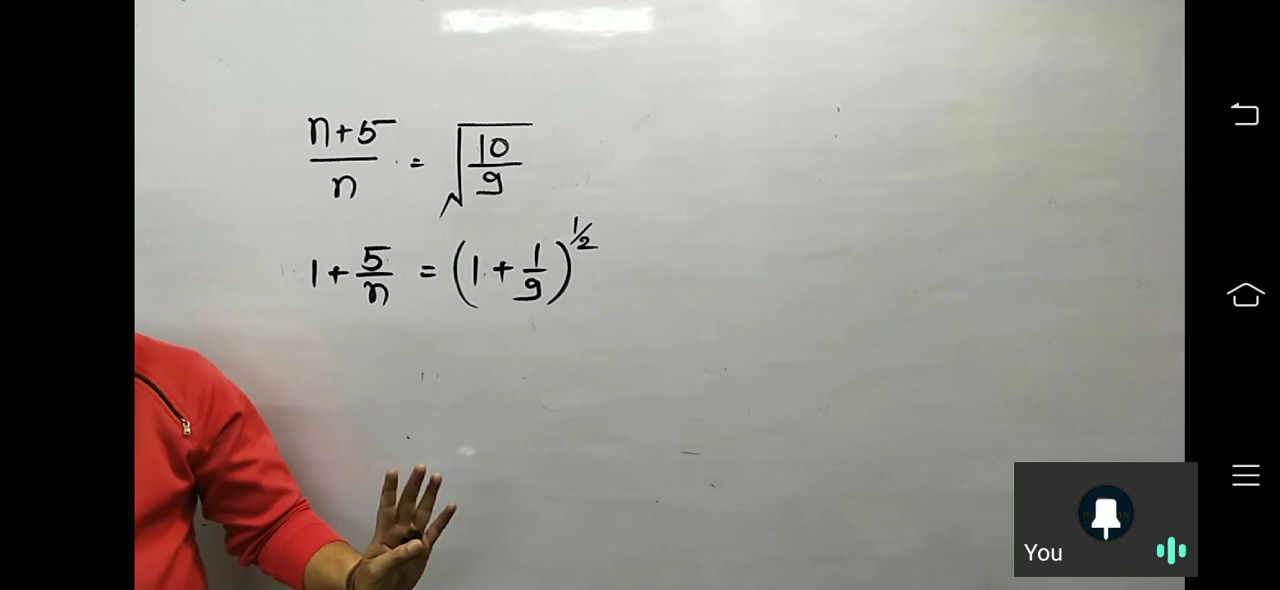 n+5/n = √10/9
1 + 5/n = (1 + 1/9)^1/2
You